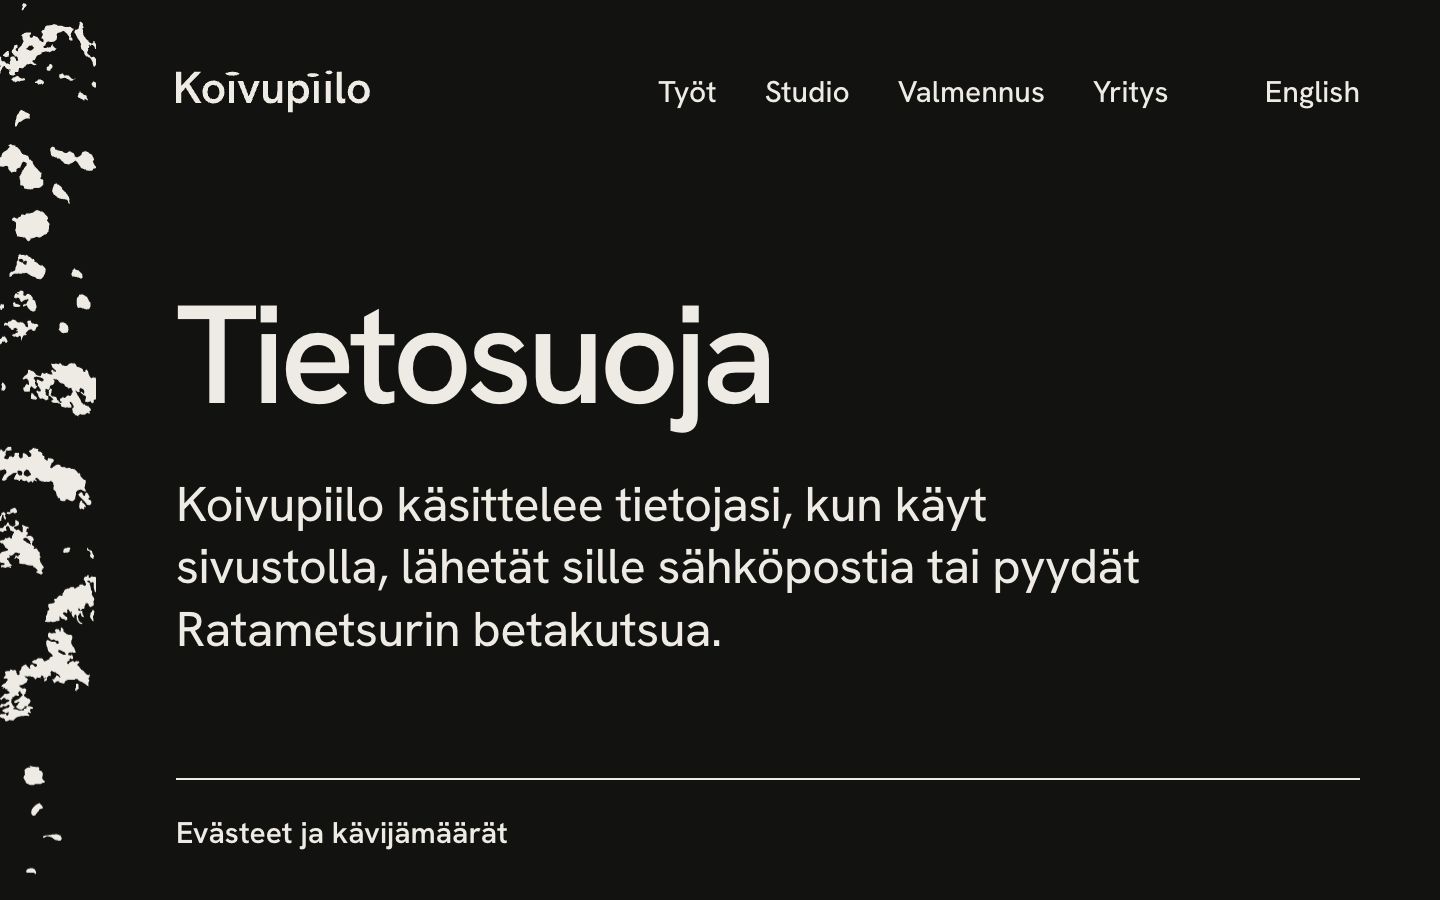 Koivupiilo
Työt Studio Valmennus Yritys English
Tietosuoja
Koivupiilo käsittelee tietojasi, kun käyt
sivustolla, lähetät sille sähköpostia tai pyydät
Ratametsurin betakutsua.
Evästeet ja kävijämäärät